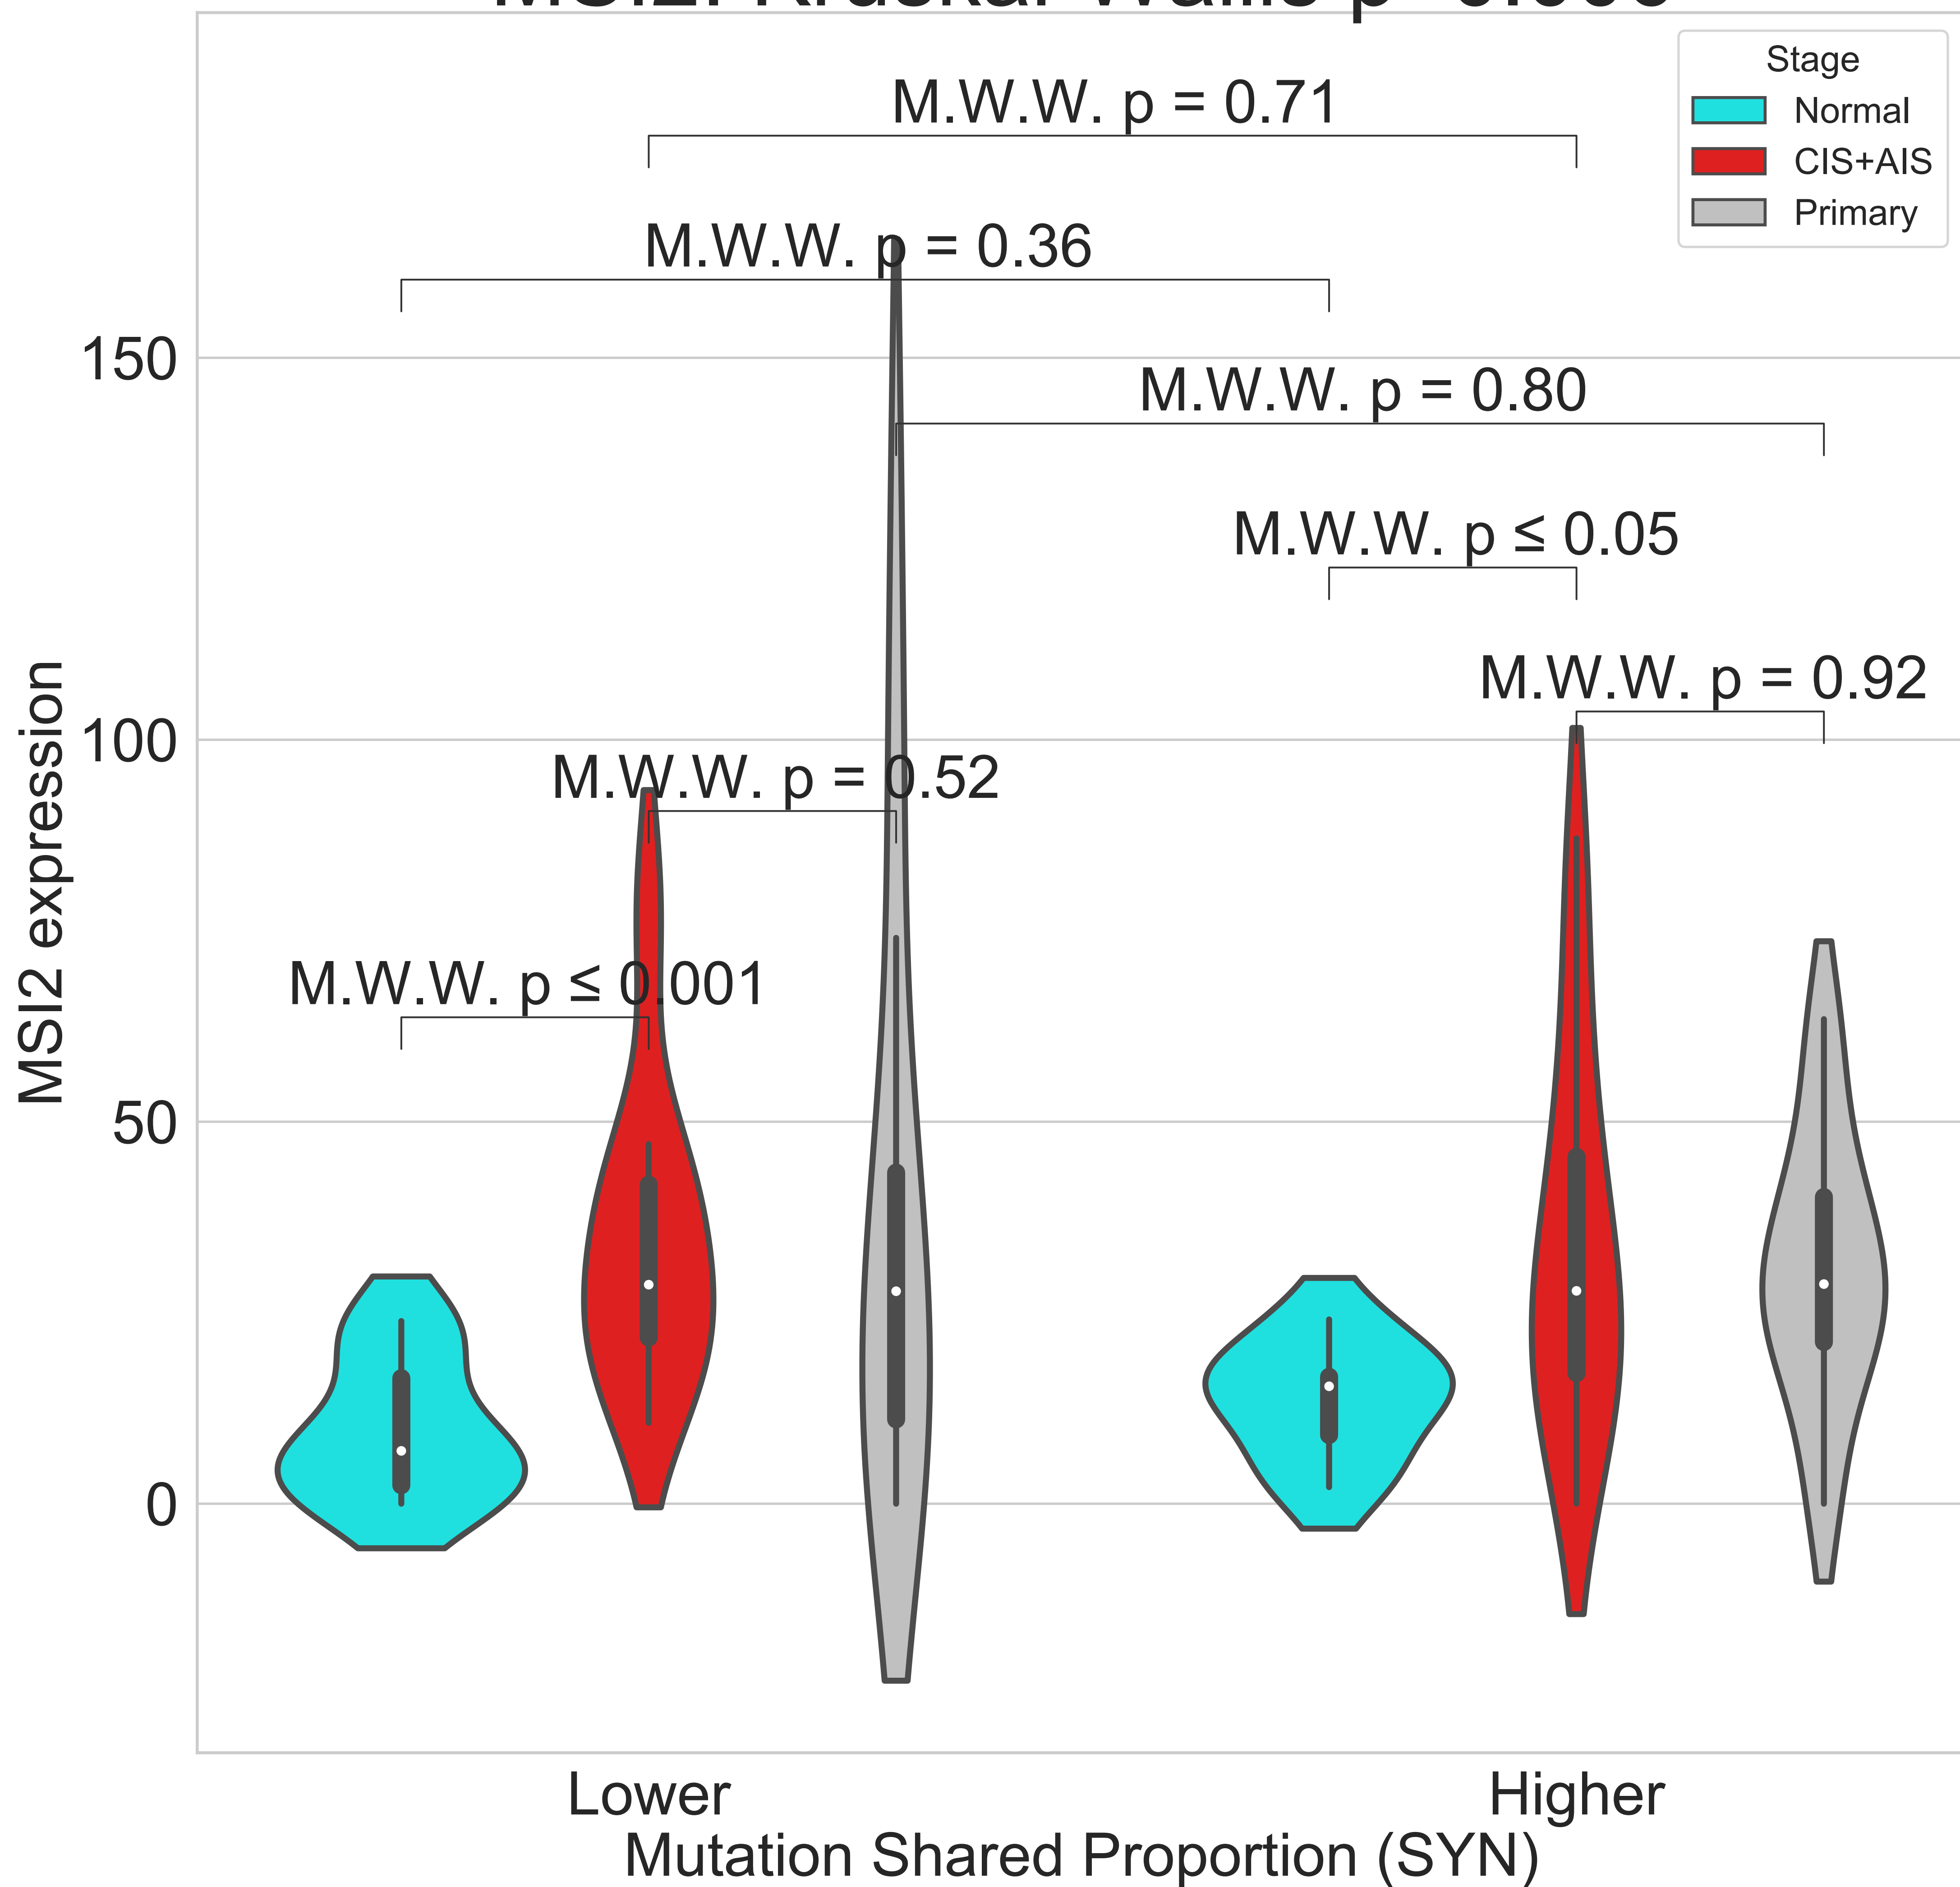 M.W.W. p = 0.71
M.W.W. p = 0.36
M.W.W. p = 0.80
M.W.W. p ≤ 0.05
M.W.W. p = 0.92
M.W.W. p = 0.52
M.W.W. p ≤ 0.001
Stage
Normal
CIS+AIS
Primary
MSI2 expression
150
100
50
0
Lower
Higher
Mutation Shared Proportion (SYN)